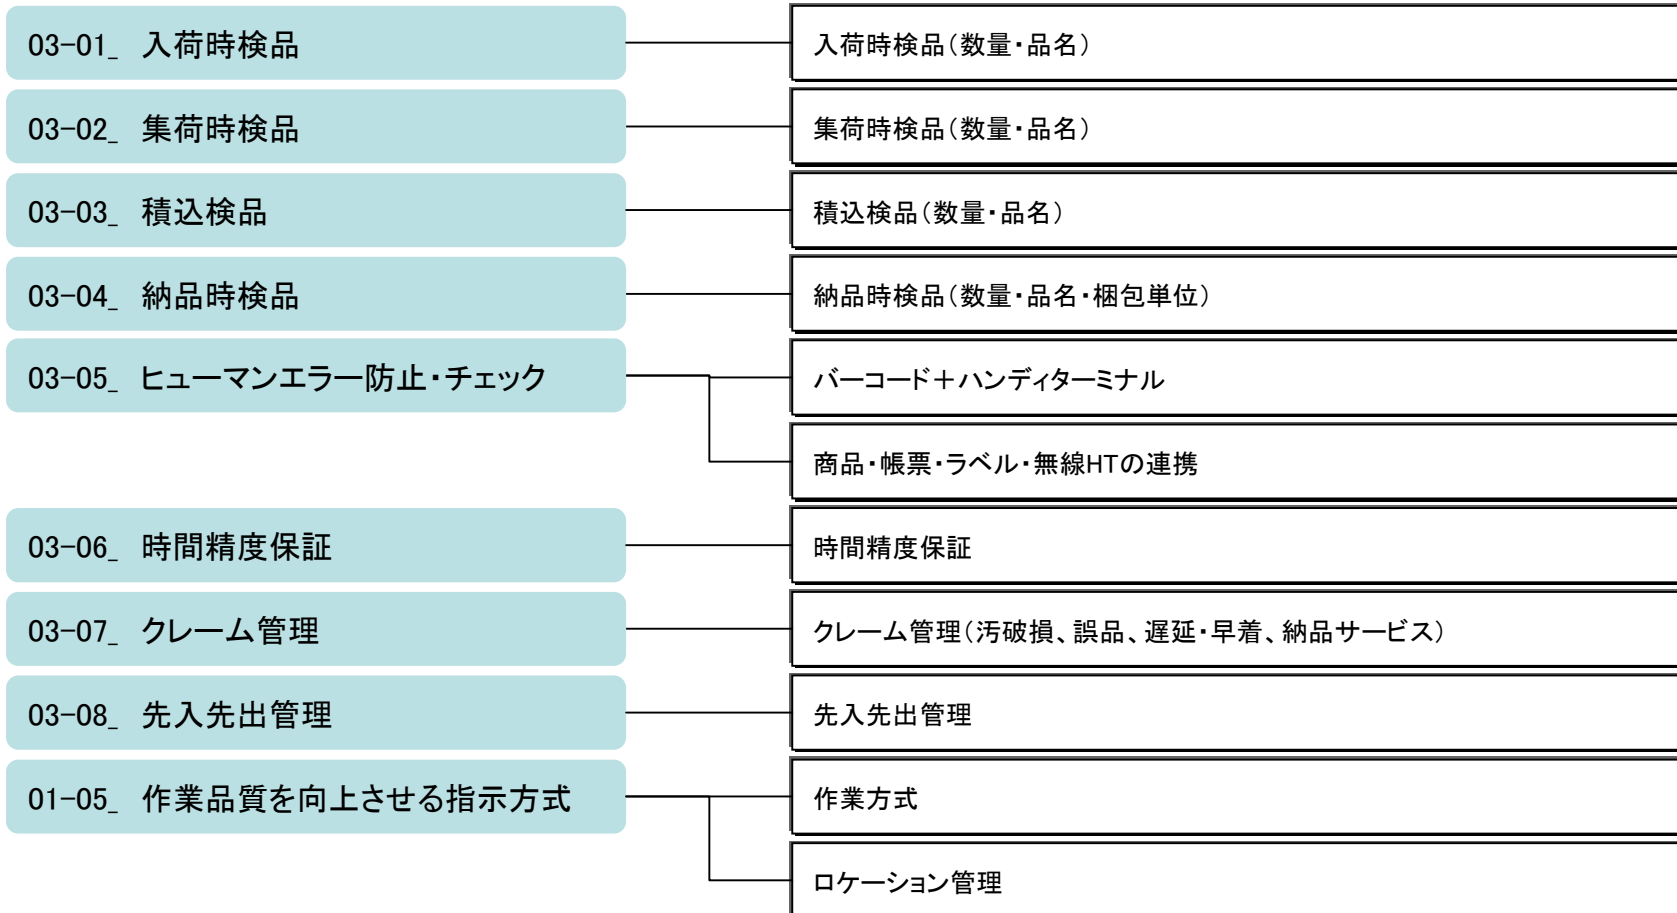 03-01_ 入荷時検品
入荷時検品（数量・品名）
03-02_ 集荷時検品
集荷時検品（数量・品名）
03-03_ 積込検品
積込検品（数量・品名）
03-04_ 納品時検品
納品時検品（数量・品名・梱包単位）
03-05_ ヒューマンエラー防止・チェック
バーコード＋ハンディターミナル
商品・帳票・ラベル・無線HTの連携
03-06_ 時間精度保証
時間精度保証
03-07_ クレーム管理
クレーム管理（汚破損、誤品、遅延・早着、納品サービス）
03-08_ 先入先出管理
先入先出管理
01-05_ 作業品質を向上させる指示方式
作業方式
ロケーション管理